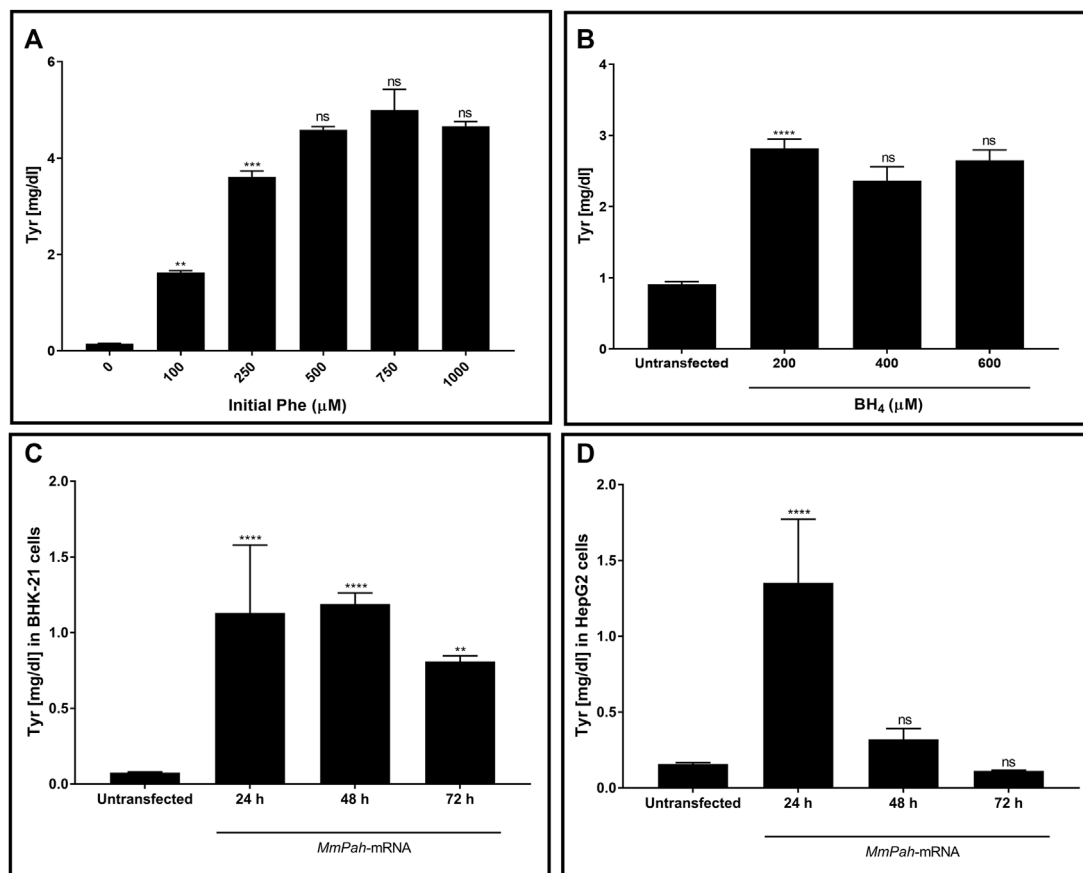 A
Tyr [mg/dl]
6
4
2
0
**
***
ns
ns
ns
0
100
250
500
750
1000
Initial Phe (μM)
B
Tyr [mg/dl]
4
3
2
1
0
****
ns
ns
Untransfected
200
400
600
BH₄ (μM)
C
Tyr [mg/dl] in BHK-21 cells
2.0
1.5
1.0
0.5
0.0
****
****
**
Untransfected
24 h
48 h
72 h
MmPah-mRNA
D
Tyr [mg/dl] in HepG2 cells
2.0
1.5
1.0
0.5
0.0
****
ns
ns
Untransfected
24 h
48 h
72 h
MmPah-mRNA